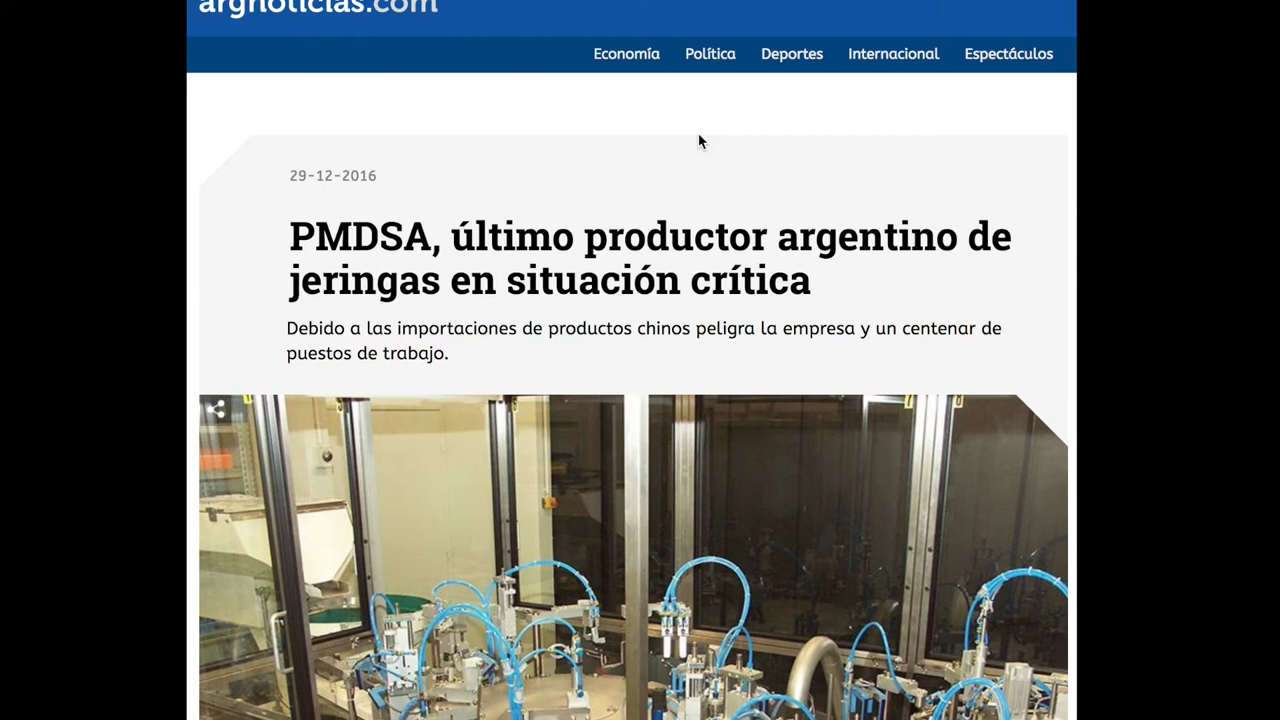 argnoticias.com
Economía Política Deportes Internacional Espectáculos
29-12-2016
PMDSA, último productor argentino de
jeringas en situación crítica
Debido a las importaciones de productos chinos peligra la empresa y un centenar de
puestos de trabajo.